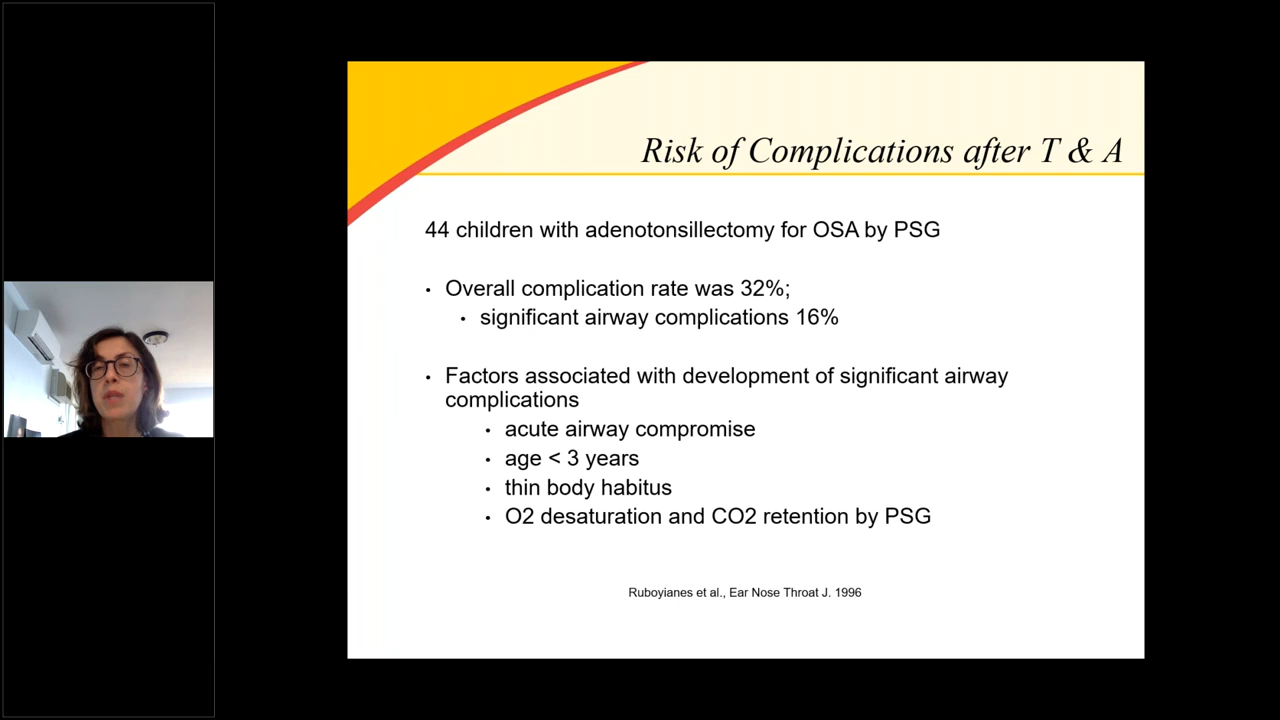 Risk of Complications after T & A
44 children with adenotonsillectomy for OSA by PSG
• Overall complication rate was 32%;
• significant airway complications 16%
• Factors associated with development of significant airway
complications
• acute airway compromise
• age < 3 years
• thin body habitus
• O2 desaturation and CO2 retention by PSG
Ruboyianes et al., Ear Nose Throat J. 1996